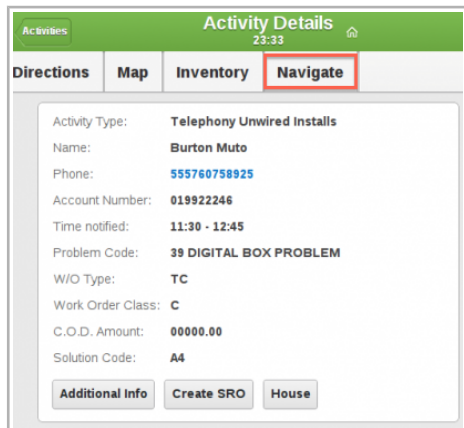 Activities
Activity Details
23:33
Directions Map Inventory Navigate
Activity Type: Telephony Unwired Installs
Name: Burton Muto
Phone: 555760758925
Account Number: 019922246
Time notified: 11:30 - 12:45
Problem Code: 39 DIGITAL BOX PROBLEM
W/O Type: TC
Work Order Class: C
C.O.D. Amount: 00000.00
Solution Code: A4
Additional Info Create SRO House